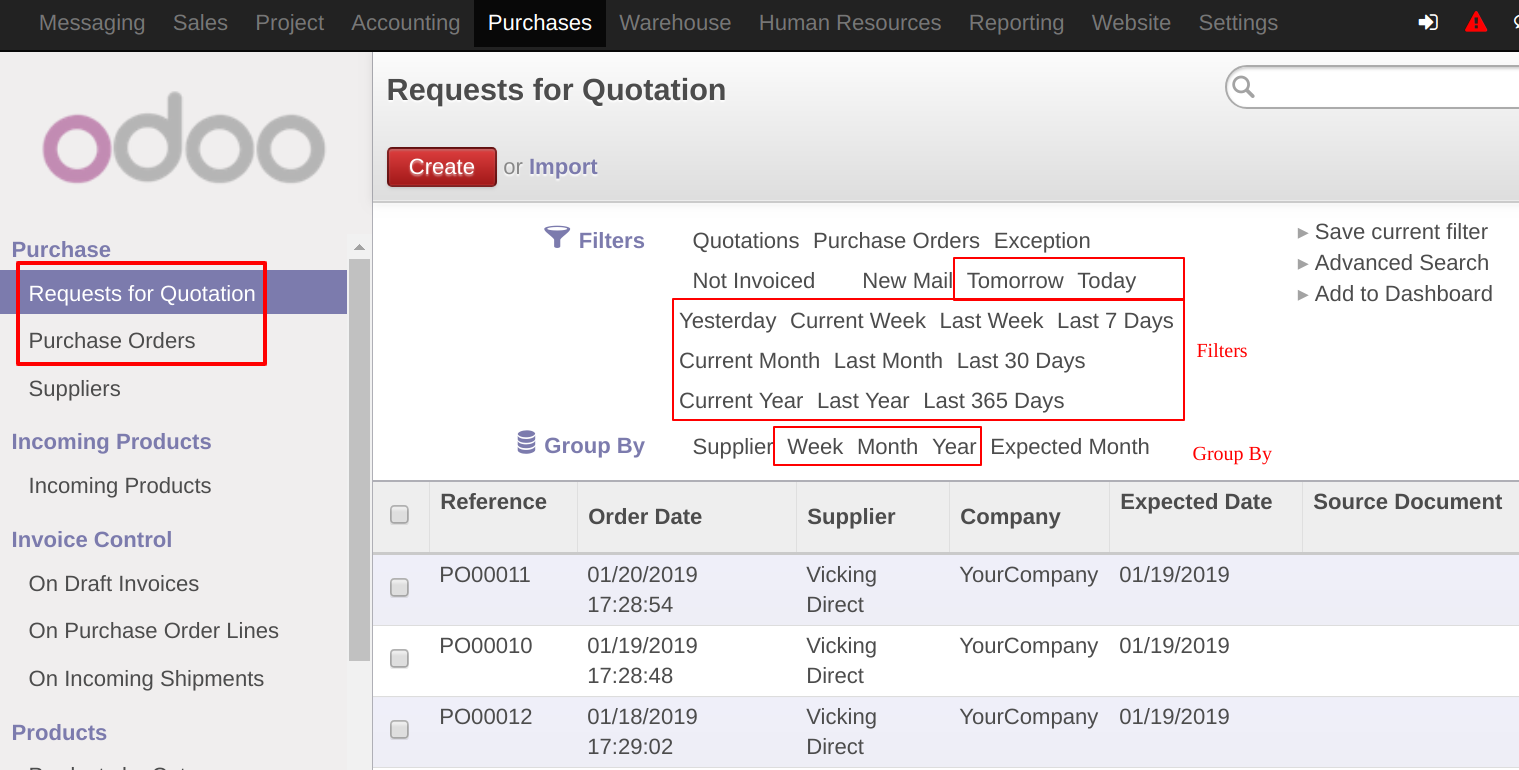 Messaging Sales Project Accounting Purchases Warehouse Human Resources Reporting Website Settings
odoo
Purchase
Requests for Quotation
Purchase Orders
Suppliers
Incoming Products
Incoming Products
Invoice Control
On Draft Invoices
On Purchase Order Lines
On Incoming Shipments
Products
Requests for Quotation
Create or Import
Filters Quotations Purchase Orders Exception
Not Invoiced New Mail Tomorrow Today
Yesterday Current Week Last Week Last 7 Days
Current Month Last Month Last 30 Days
Current Year Last Year Last 365 Days
Filters
Group By Supplier Week Month Year Expected Month
Group By
Save current filter
Advanced Search
Add to Dashboard
Reference Order Date Supplier Company Expected Date Source Document
PO00011 01/20/2019 17:28:54 Vicking Direct YourCompany 01/19/2019
PO00010 01/19/2019 17:28:48 Vicking Direct YourCompany 01/19/2019
PO00012 01/18/2019 17:29:02 Vicking Direct YourCompany 01/19/2019